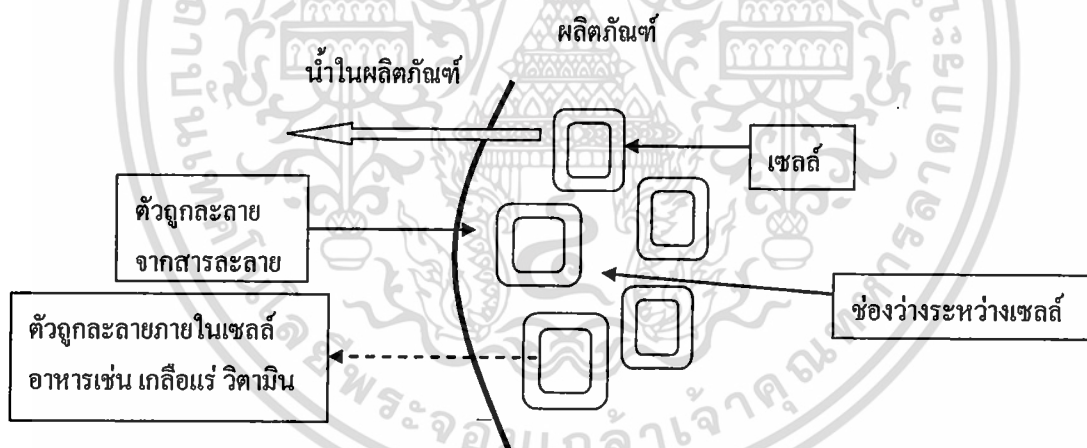 ผลิตภัณฑ์
น้ำในผลิตภัณฑ์
เซลล์
ตัวถูกละลาย
จากสารละลาย
ช่องว่างระหว่างเซลล์
ตัวถูกละลายภายในเซลล์
อาหารเช่น เกลือแร่ วิตามิน